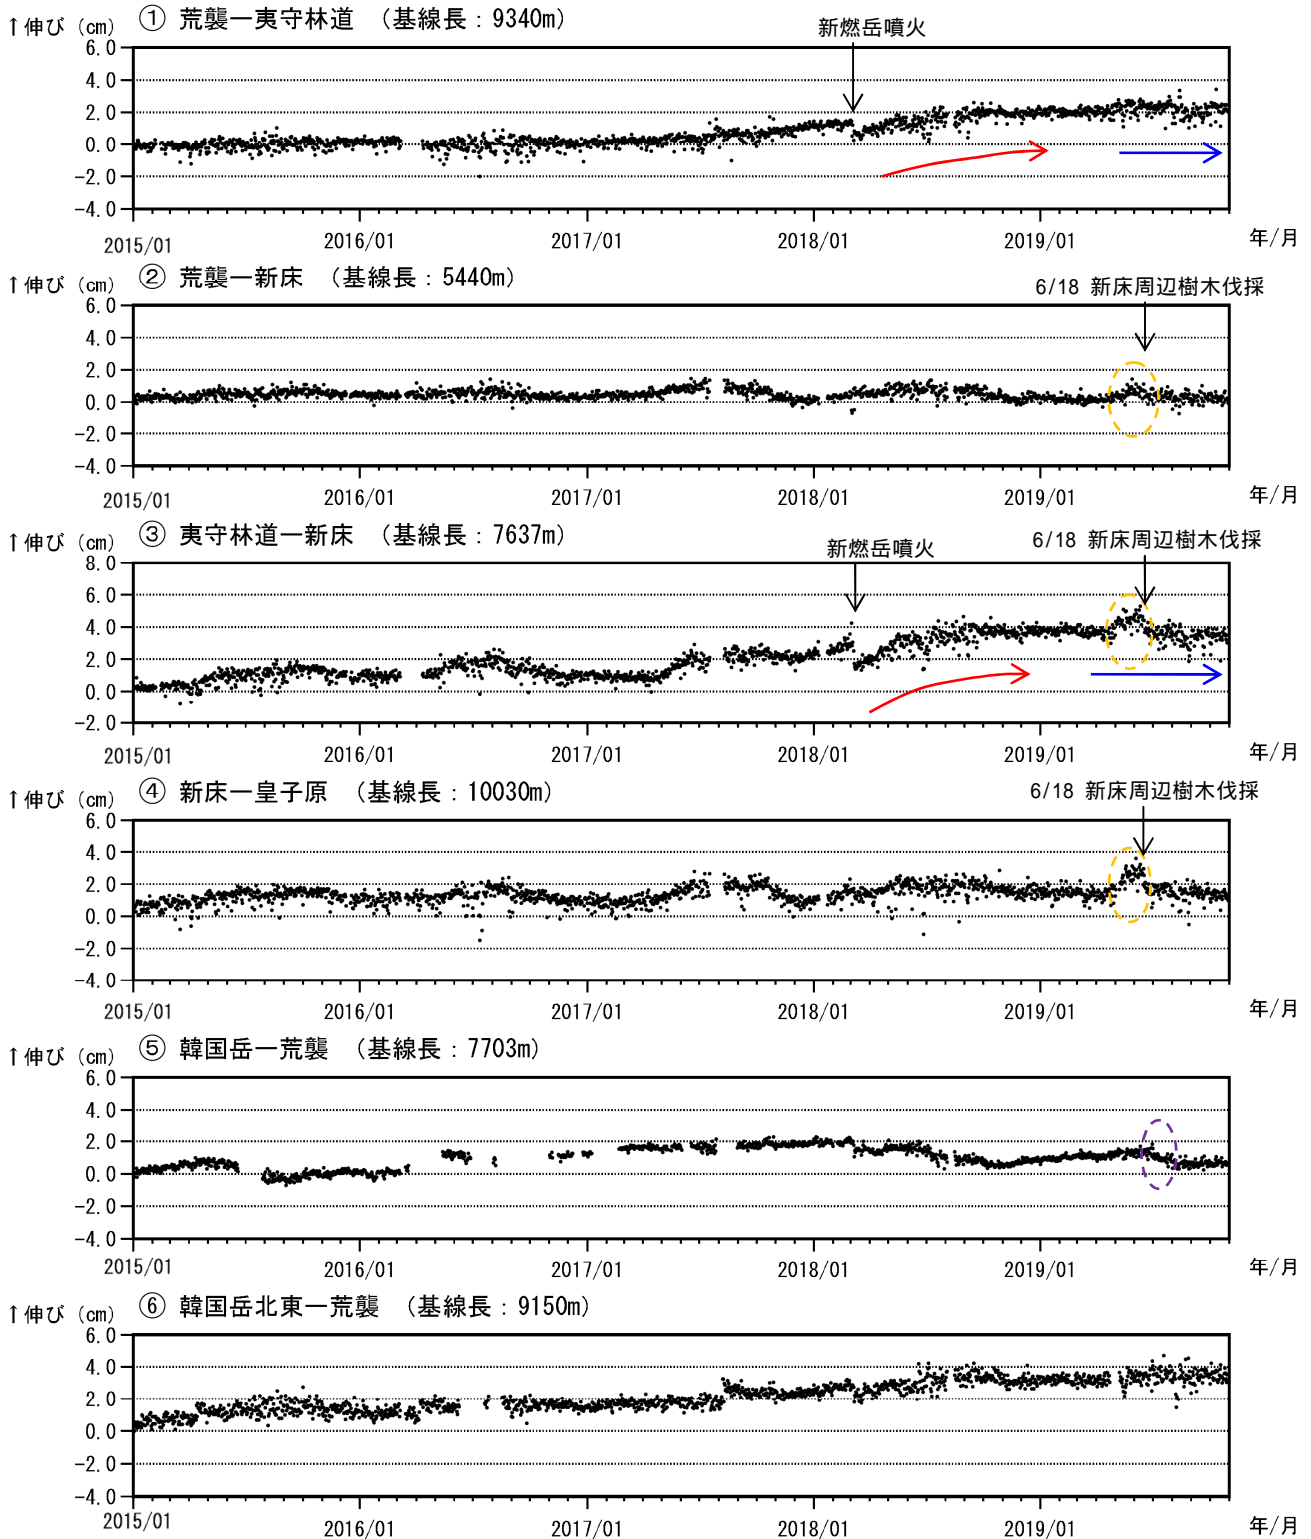 ① 荒襲－夷守林道 （基線長：9340m）
↑伸び（cm）
新燃岳噴火
6.0
4.0
2.0
0.0
-2.0
-4.0
2015/01 2016/01 2017/01 2018/01 2019/01 年/月
② 荒襲－新床 （基線長：5440m）
↑伸び（cm）
6/18 新床周辺樹木伐採
6.0
4.0
2.0
0.0
-2.0
-4.0
2015/01 2016/01 2017/01 2018/01 2019/01 年/月
③ 夷守林道－新床 （基線長：7637m）
↑伸び（cm）
新燃岳噴火
6/18 新床周辺樹木伐採
8.0
6.0
4.0
2.0
0.0
-2.0
2015/01 2016/01 2017/01 2018/01 2019/01 年/月
④ 新床－皇子原 （基線長：10030m）
↑伸び（cm）
6/18 新床周辺樹木伐採
6.0
4.0
2.0
0.0
-2.0
-4.0
2015/01 2016/01 2017/01 2018/01 2019/01 年/月
⑤ 韓国岳－荒襲 （基線長：7703m）
↑伸び（cm）
6.0
4.0
2.0
0.0
-2.0
-4.0
2015/01 2016/01 2017/01 2018/01 2019/01 年/月
⑥ 韓国岳北東－荒襲 （基線長：9150m）
↑伸び（cm）
6.0
4.0
2.0
0.0
-2.0
-4.0
2015/01 2016/01 2017/01 2018/01 2019/01 年/月